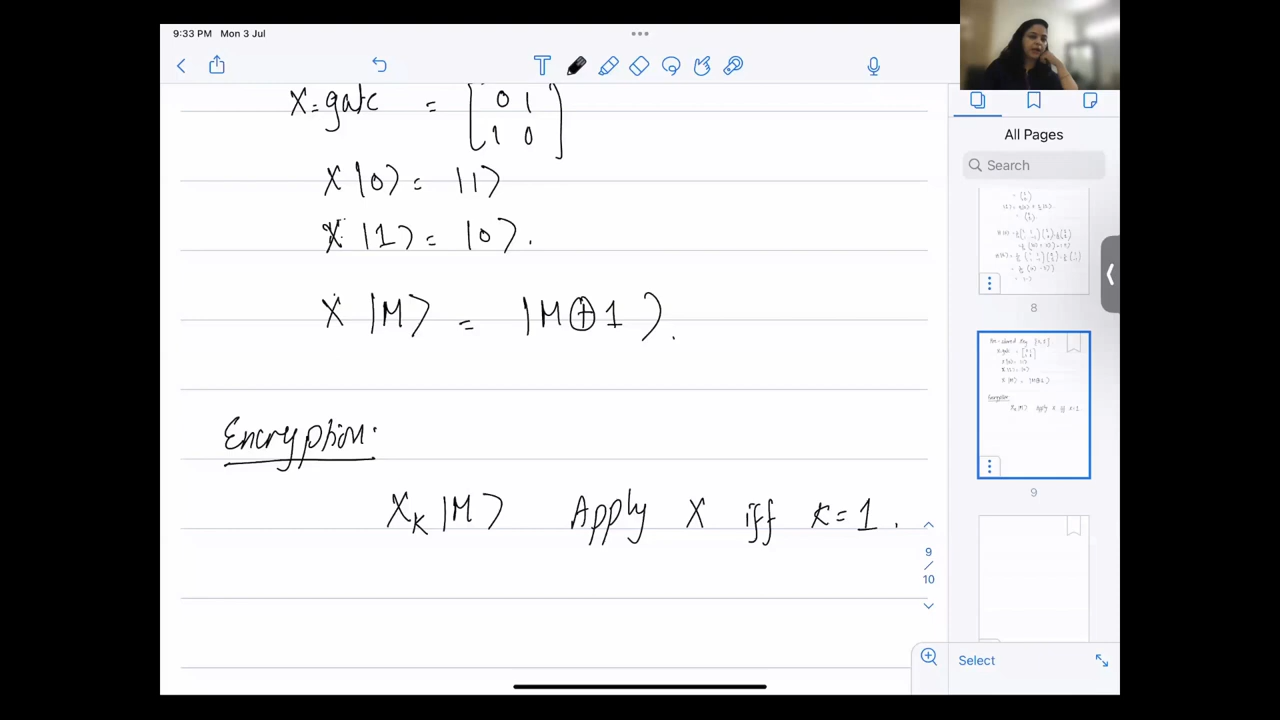 9:33 PM Mon 3 Jul
X-gate = [ 0 1
1 0 ]
X |0⟩ = |1⟩
X |1⟩ = |0⟩.
X |M⟩ = |M⊕1⟩.
Encryption:
X_K |M⟩ Apply X iff K=1.
9
/
10
All Pages
Search
8
9
Select